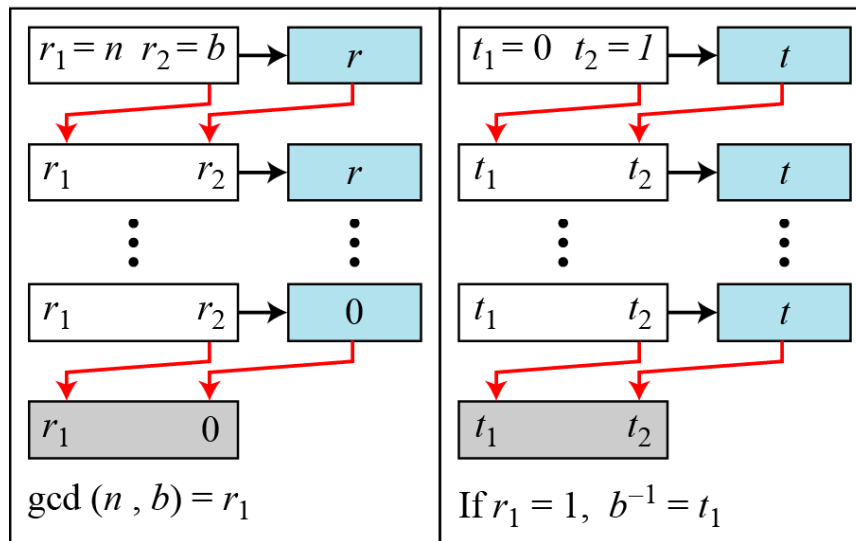 r₁ = n r₂ = b r
r₁ r₂ r
r₁ r₂ 0
r₁ 0
gcd (n , b) = r₁
t₁ = 0 t₂ = 1 t
t₁ t₂ t
t₁ t₂ t
t₁ t₂
If r₁ = 1, b⁻¹ = t₁